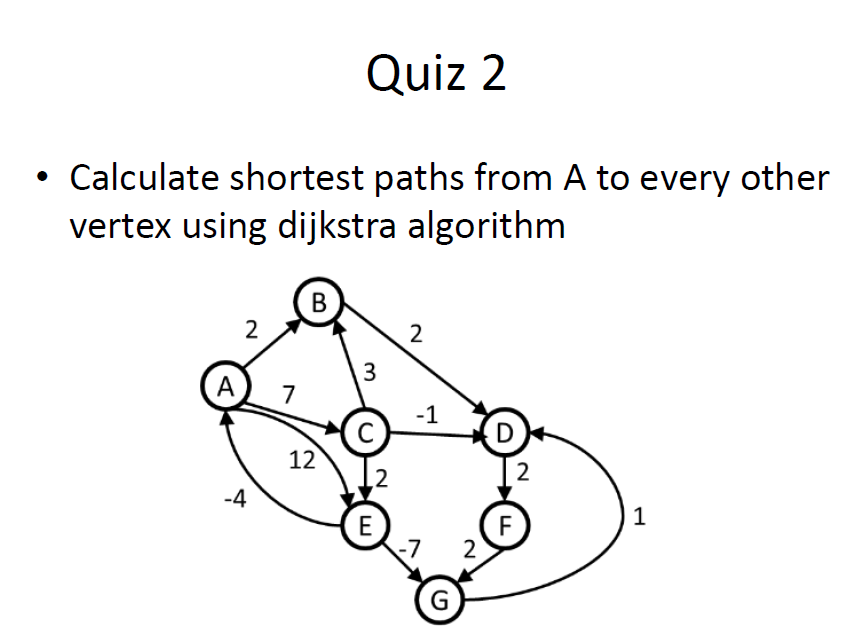 Quiz 2
• Calculate shortest paths from A to every other
vertex using dijkstra algorithm
B
2
2
3
A
7
-1
C
D
12
2
2
-4
E
F
1
-7
2
G